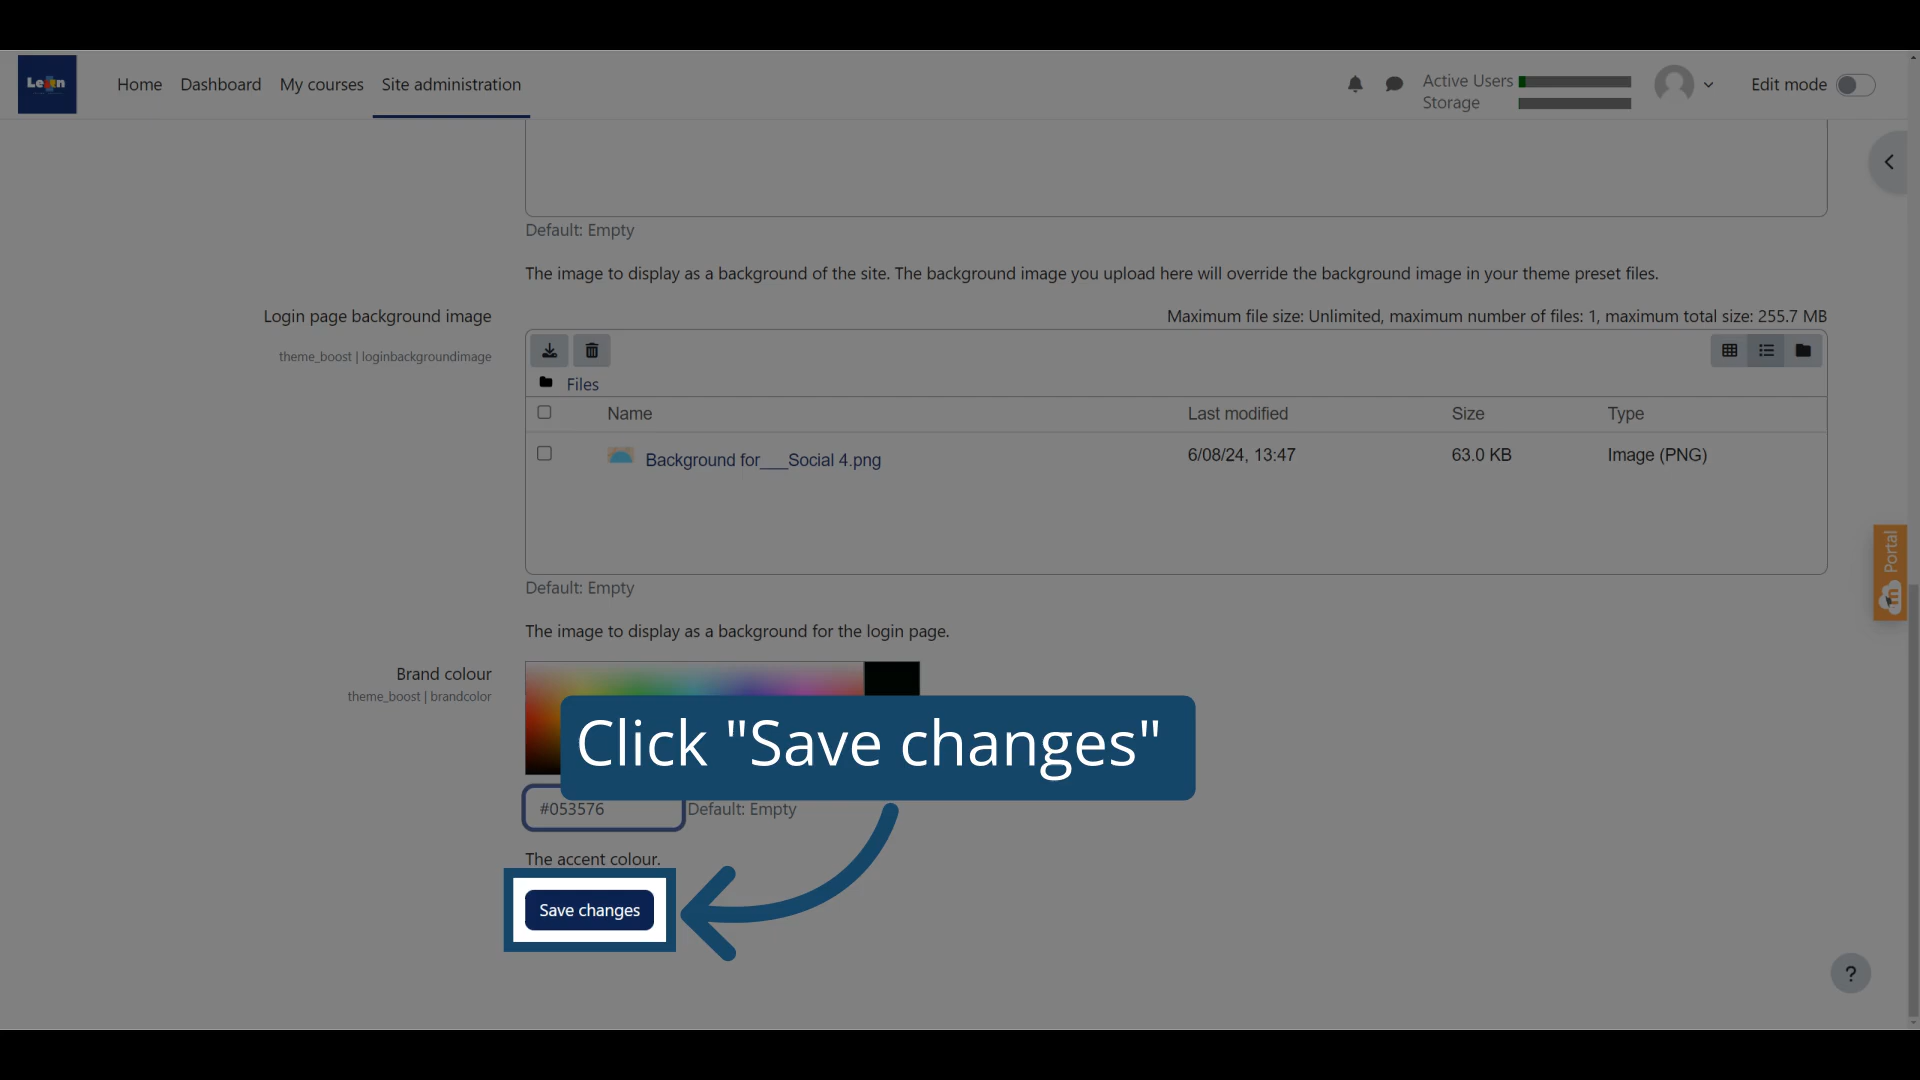 Learn
Home Dashboard My courses Site administration
Active Users
Storage
Edit mode
Default: Empty
The image to display as a background of the site. The background image you upload here will override the background image in your theme preset files.
Login page background image
theme_boost | loginbackgroundimage
Maximum file size: Unlimited, maximum number of files: 1, maximum total size: 255.7 MB
Files
Name Last modified Size Type
Background for___Social 4.png 6/08/24, 13:47 63.0 KB Image (PNG)
Default: Empty
The image to display as a background for the login page.
Portal
m
Brand colour
theme_boost | brandcolor
Click "Save changes"
#053576
Default: Empty
The accent colour.
Save changes
?